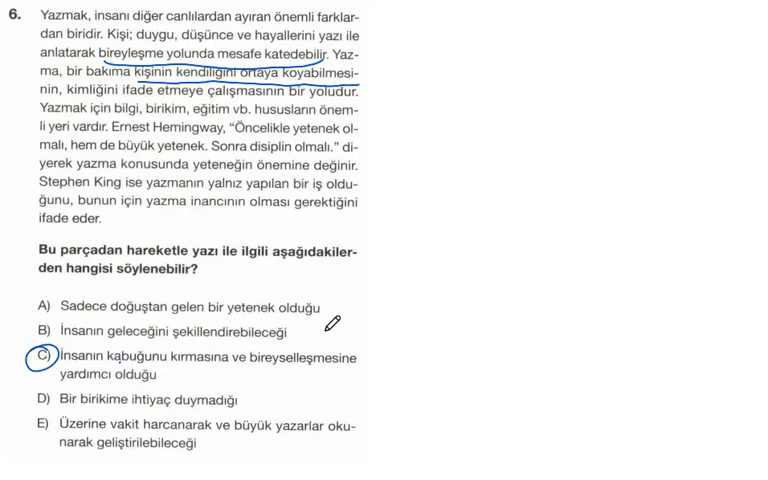 6. Yazmak, insanı diğer canlılardan ayıran önemli farklar-
dan biridir. Kişi; duygu, düşünce ve hayallerini yazı ile
anlatarak bireyleşme yolunda mesafe katedebilir. Yaz-
ma, bir bakıma kişinin kendiliğini ortaya koyabilmesi-
nin, kimliğini ifade etmeye çalışmasının bir yoludur.
Yazmak için bilgi, birikim, eğitim vb. hususların önem-
li yeri vardır. Ernest Hemingway, “Öncelikle yetenek ol-
malı, hem de büyük yetenek. Sonra disiplin olmalı.” di-
yerek yazma konusunda yeteneğin önemine değinir.
Stephen King ise yazmanın yalnız yapılan bir iş oldu-
ğunu, bunun için yazma inancının olması gerektiğini
ifade eder.
Bu parçadan hareketle yazı ile ilgili aşağıdakiler-
den hangisi söylenebilir?
A) Sadece doğuştan gelen bir yetenek olduğu
B) İnsanın geleceğini şekillendirebileceği
C) İnsanın kabuğunu kırmasına ve bireyselleşmesine
yardımcı olduğu
D) Bir birikime ihtiyaç duymadığı
E) Üzerine vakit harcanarak ve büyük yazarlar oku-
narak geliştirilebileceği